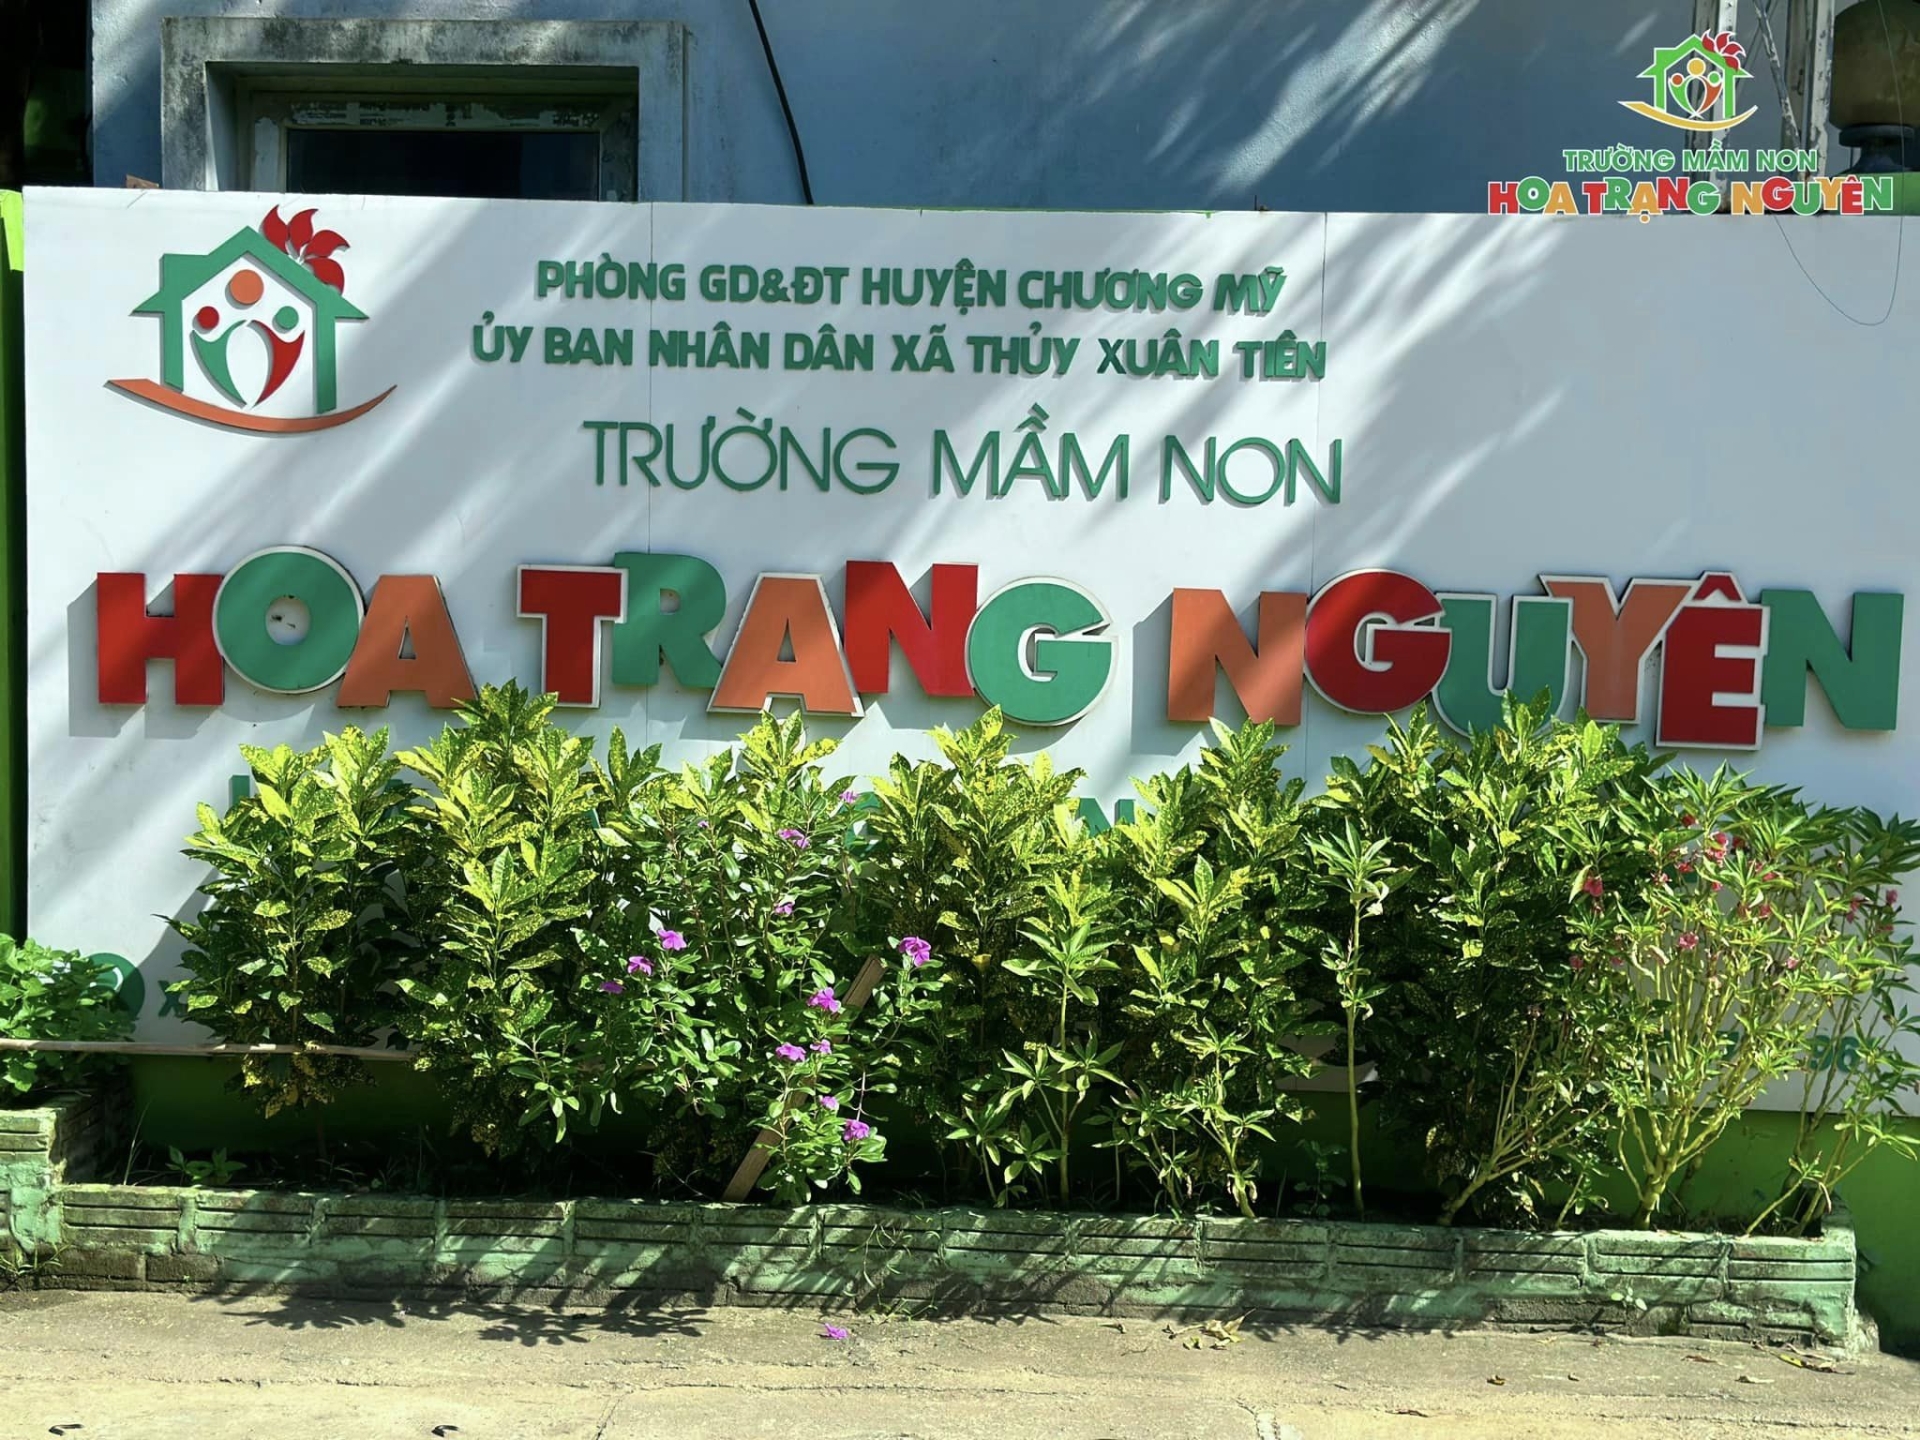 TRƯỜNG MẦM NON
HOA TRẠNG NGUYÊN
PHÒNG GD&ĐT HUYỆN CHƯƠNG MỸ
ỦY BAN NHÂN DÂN XÃ THỦY XUÂN TIÊN
TRƯỜNG MẦM NON
HOA TRẠNG NGUYÊN